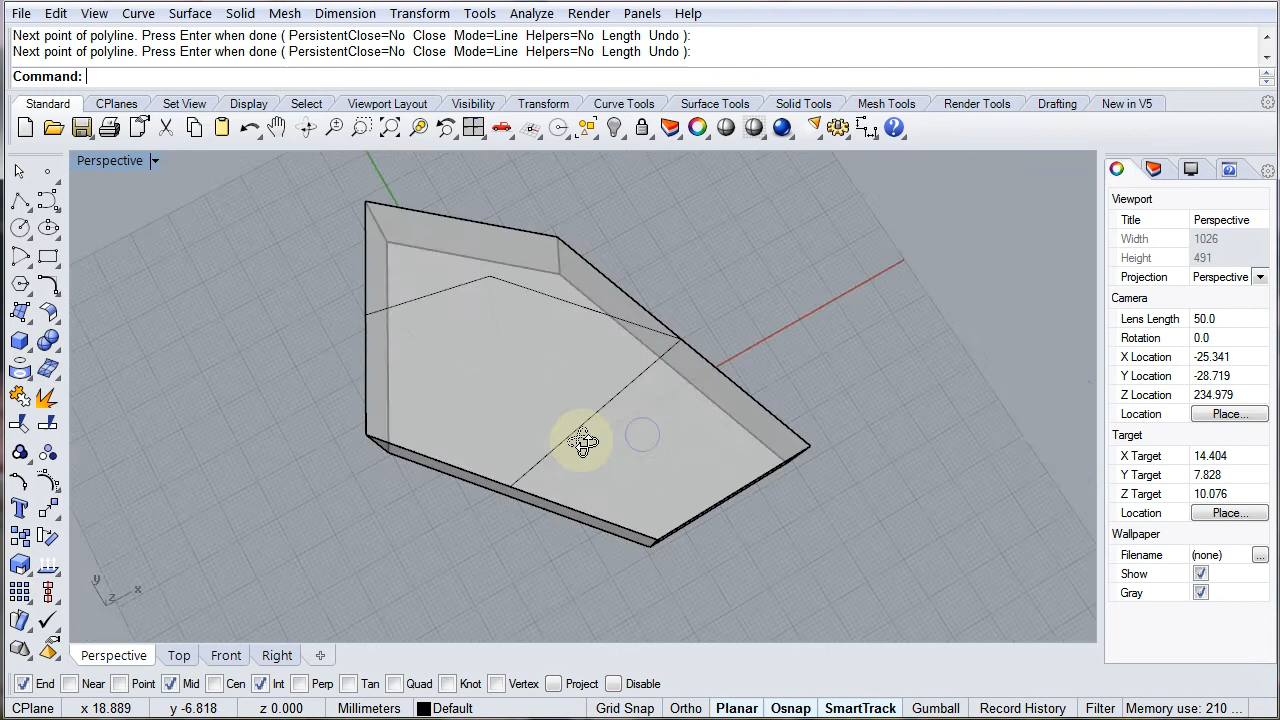 File Edit View Curve Surface Solid Mesh Dimension Transform Tools Analyze Render Panels Help
Next point of polyline. Press Enter when done ( PersistentClose=No Close Mode=Line Helpers=No Length Undo ):
Next point of polyline. Press Enter when done ( PersistentClose=No Close Mode=Line Helpers=No Length Undo ):
Command:
Standard CPlanes Set View Display Select Viewport Layout Visibility Transform Curve Tools Surface Tools Solid Tools Mesh Tools Render Tools Drafting New in V5
Perspective
Viewport
Title Perspective
Width 1026
Height 491
Projection Perspective
Camera
Lens Length 50.0
Rotation 0.0
X Location -25.341
Y Location -28.719
Z Location 234.979
Location Place...
Target
X Target 14.404
Y Target 7.828
Z Target 10.076
Location Place...
Wallpaper
Filename (none) ...
Show
Gray
y
z x
Perspective Top Front Right
End Near Point Mid Cen Int Perp Tan Quad Knot Vertex Project Disable
CPlane x 18.889 y -6.818 z 0.000 Millimeters Default Grid Snap Ortho Planar Osnap SmartTrack Gumball Record History Filter Memory use: 210 ...